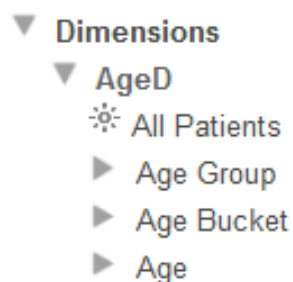 Dimensions
AgeD
All Patients
Age Group
Age Bucket
Age